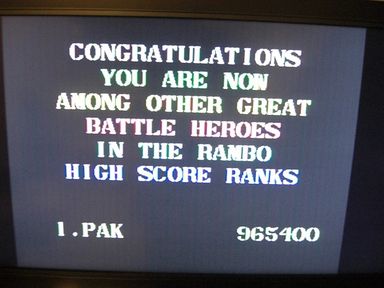 CONGRATULATIONS
YOU ARE NOW
AMONG OTHER GREAT
BATTLE HEROES
IN THE RAMBO
HIGH SCORE RANKS
1.PAK 965400